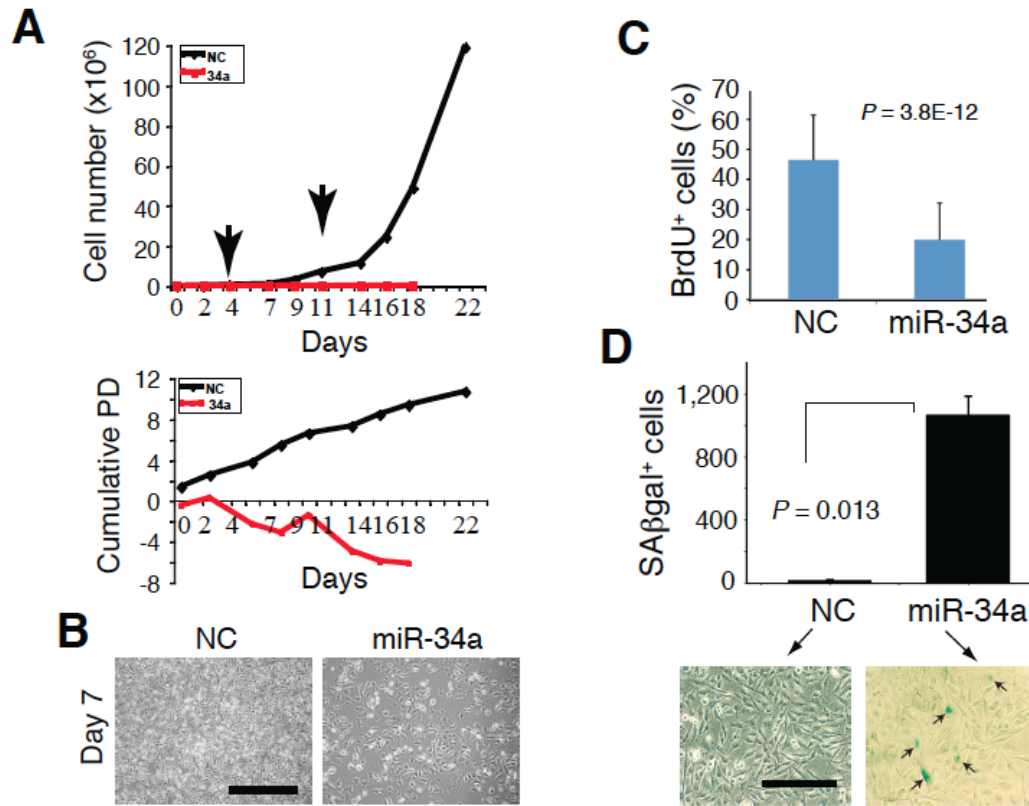 A
Cell number (x10⁶)
120
100
80
60
40
20
0
NC
34a
0 2 4 7 9 11 14 16 18 22
Days
Cumulative PD
12
8
4
0
-4
-8
NC
34a
0 2 4 7 9 11 14 16 18 22
Days
B
NC miR-34a
Day 7
C
BrdU⁺ cells (%)
70
60
50
40
30
20
10
0
P = 3.8E-12
NC miR-34a
D
SAβgal⁺ cells
1,200
800
400
0
P = 0.013
NC miR-34a